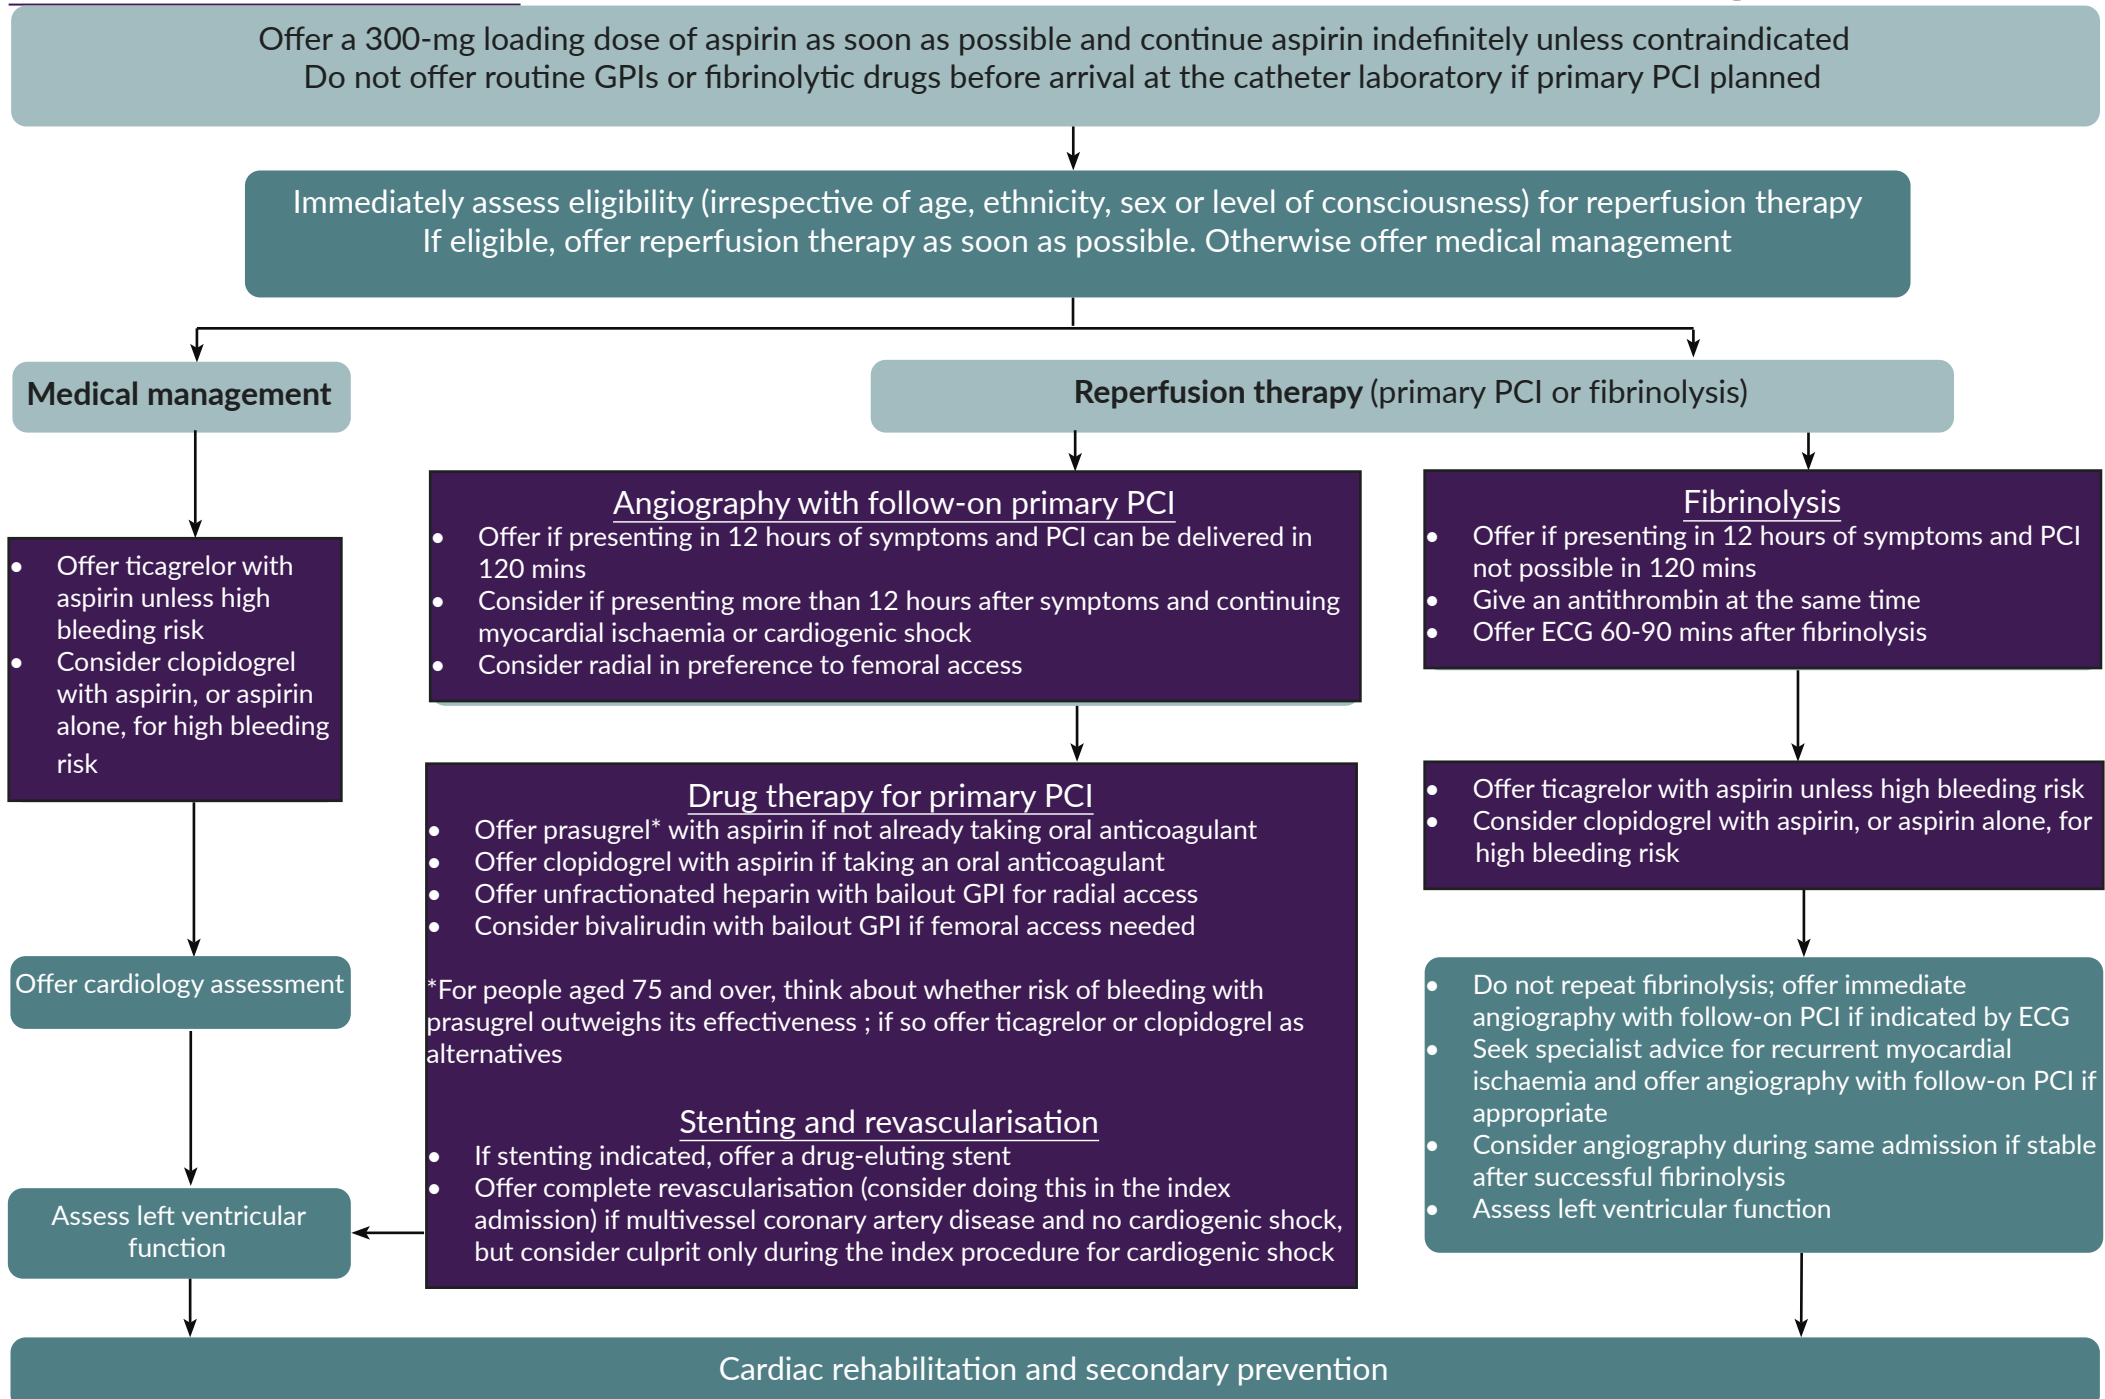 Offer a 300-mg loading dose of aspirin as soon as possible and continue aspirin indefinitely unless contraindicated
Do not offer routine GPIs or fibrinolytic drugs before arrival at the catheter laboratory if primary PCI planned
Immediately assess eligibility (irrespective of age, ethnicity, sex or level of consciousness) for reperfusion therapy
If eligible, offer reperfusion therapy as soon as possible. Otherwise offer medical management
Medical management
Reperfusion therapy (primary PCI or fibrinolysis)
• Offer ticagrelor with
aspirin unless high
bleeding risk
• Consider clopidogrel
with aspirin, or aspirin
alone, for high bleeding
risk
Offer cardiology assessment
Assess left ventricular
function
Angiography with follow-on primary PCI
• Offer if presenting in 12 hours of symptoms and PCI can be delivered in
120 mins
• Consider if presenting more than 12 hours after symptoms and continuing
myocardial ischaemia or cardiogenic shock
• Consider radial in preference to femoral access
Drug therapy for primary PCI
• Offer prasugrel* with aspirin if not already taking oral anticoagulant
• Offer clopidogrel with aspirin if taking an oral anticoagulant
• Offer unfractionated heparin with bailout GPI for radial access
• Consider bivalirudin with bailout GPI if femoral access needed
*For people aged 75 and over, think about whether risk of bleeding with
prasugrel outweighs its effectiveness ; if so offer ticagrelor or clopidogrel as
alternatives
Stenting and revascularisation
• If stenting indicated, offer a drug-eluting stent
• Offer complete revascularisation (consider doing this in the index
admission) if multivessel coronary artery disease and no cardiogenic shock,
but consider culprit only during the index procedure for cardiogenic shock
Fibrinolysis
• Offer if presenting in 12 hours of symptoms and PCI
not possible in 120 mins
• Give an antithrombin at the same time
• Offer ECG 60-90 mins after fibrinolysis
• Offer ticagrelor with aspirin unless high bleeding risk
• Consider clopidogrel with aspirin, or aspirin alone, for
high bleeding risk
• Do not repeat fibrinolysis; offer immediate
angiography with follow-on PCI if indicated by ECG
• Seek specialist advice for recurrent myocardial
ischaemia and offer angiography with follow-on PCI if
appropriate
• Consider angiography during same admission if stable
after successful fibrinolysis
• Assess left ventricular function
Cardiac rehabilitation and secondary prevention